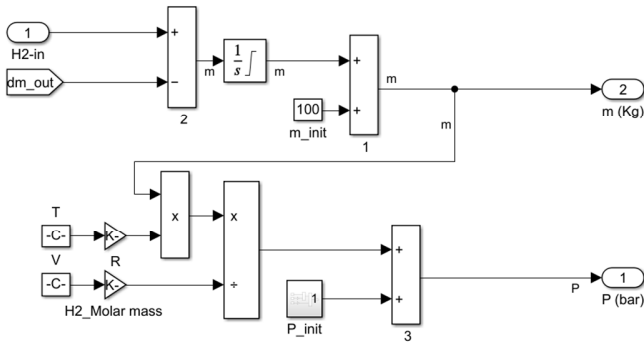 1
H2-in
dm_out
+
−
2
m
1
s
m
100
m_init
+
+
1
m
m
2
m (Kg)
T
-C-
K-
R
V
-C-
K-
H2_Molar mass
x
x
÷
1
P_init
+
+
3
P
1
P (bar)